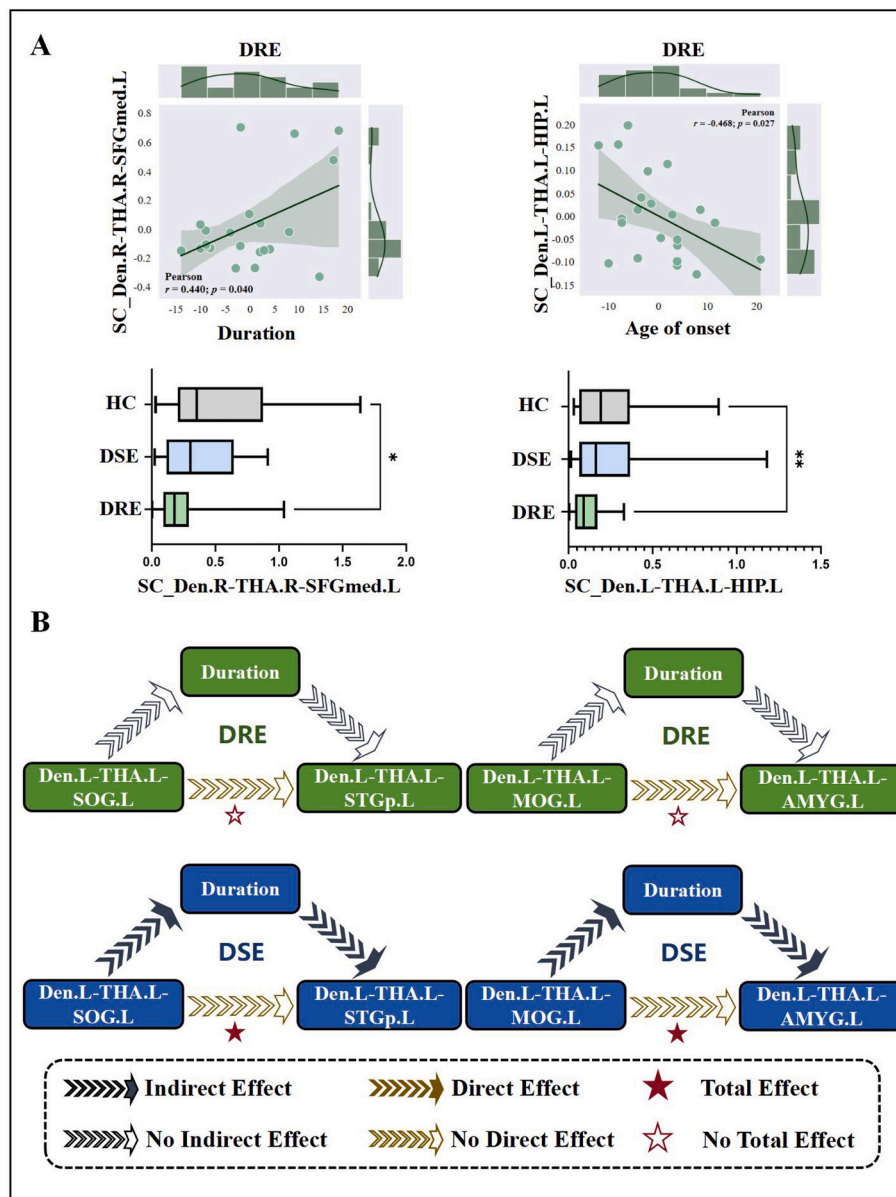 A
DRE
DRE
SC_Den.R-THA.R-SFGmed.L
0.8
0.6
0.4
0.2
0.0
-0.2
-0.4
Pearson
r = 0.440; p = 0.040
-15
-10
-5
0
5
10
15
20
Duration
SC_Den.L-THA.L-HIP.L
0.20
0.15
0.10
0.05
0.00
-0.05
-0.10
-0.15
Pearson
r = -0.468; p = 0.027
-10
0
10
20
Age of onset
HC
DSE
DRE
*
0.0
0.5
1.0
1.5
2.0
SC_Den.R-THA.R-SFGmed.L
HC
DSE
DRE
**
0.0
0.5
1.0
1.5
SC_Den.L-THA.L-HIP.L
B
Duration
DRE
Den.L-THA.L-
SOG.L
Den.L-THA.L-
STGp.L
Duration
DRE
Den.L-THA.L-
MOG.L
Den.L-THA.L-
AMYG.L
Duration
DSE
Den.L-THA.L-
SOG.L
Den.L-THA.L-
STGp.L
Duration
DSE
Den.L-THA.L-
MOG.L
Den.L-THA.L-
AMYG.L
Indirect Effect
Direct Effect
Total Effect
No Indirect Effect
No Direct Effect
No Total Effect